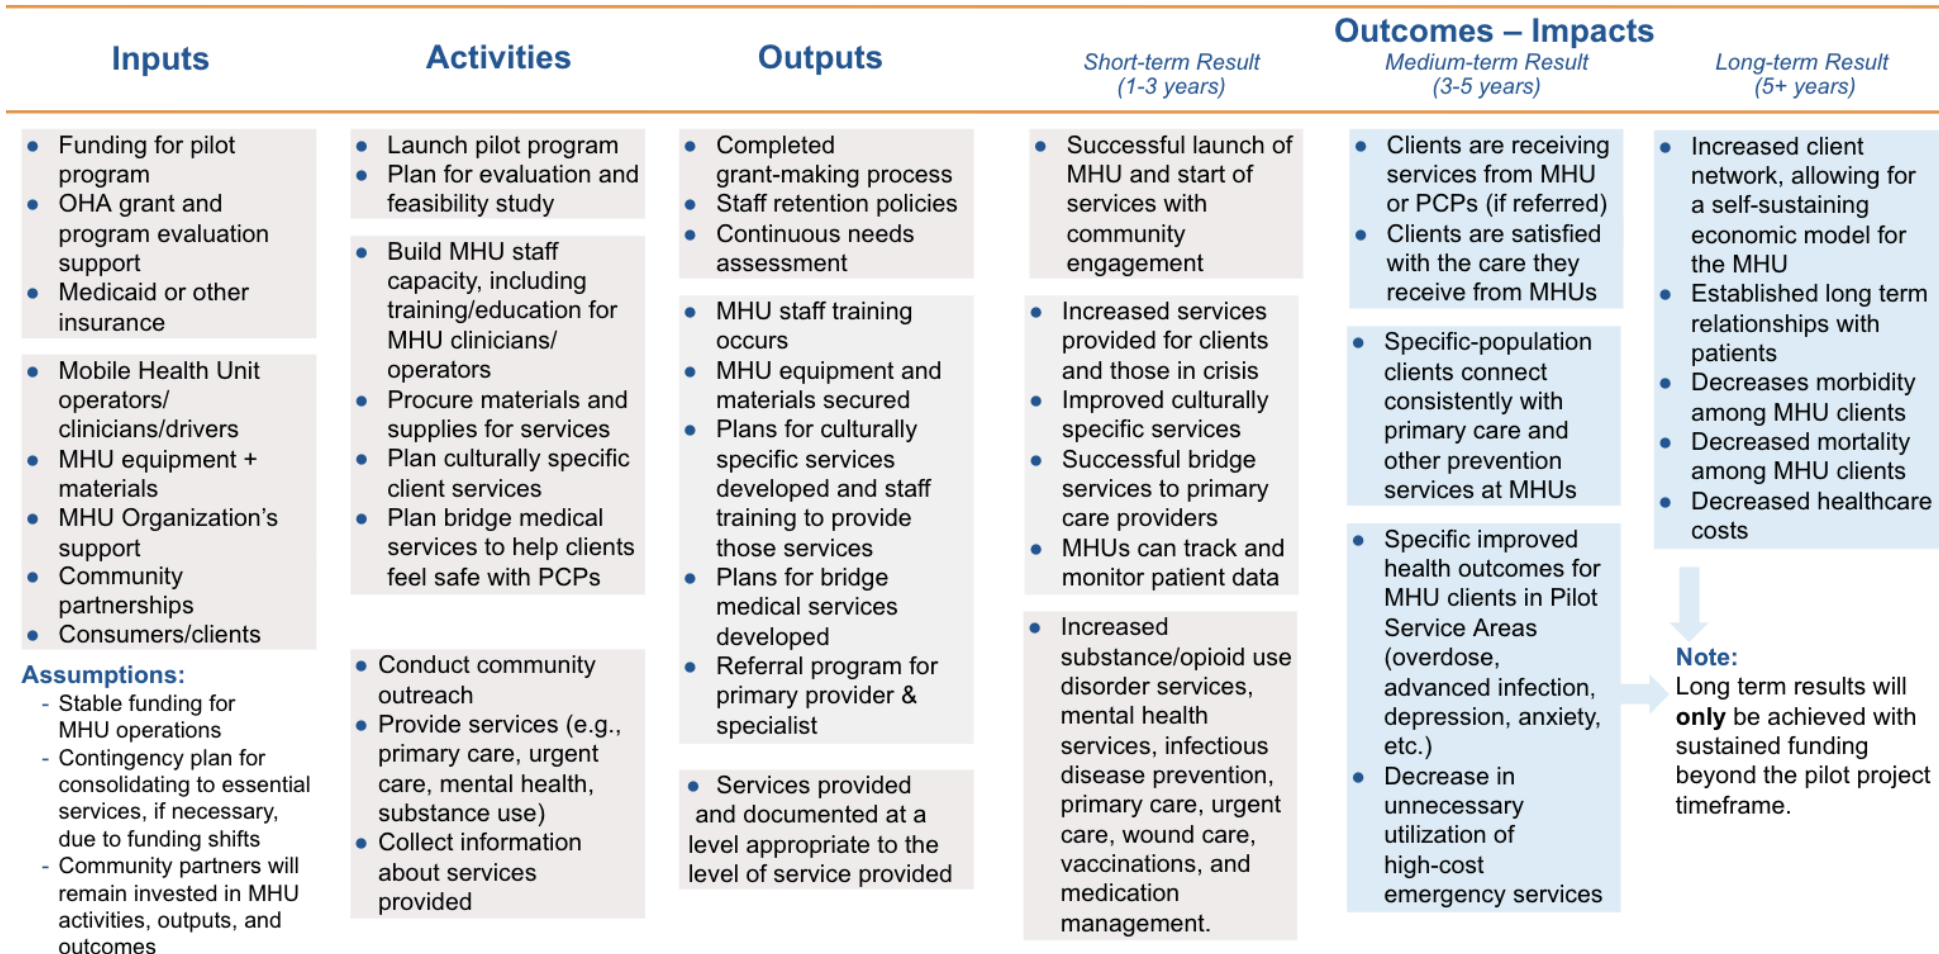 Inputs
Activities
Outputs
Outcomes – Impacts
Short-term Result
(1-3 years)
Medium-term Result
(3-5 years)
Long-term Result
(5+ years)
● Funding for pilot
program
● OHA grant and
program evaluation
support
● Medicaid or other
insurance
● Mobile Health Unit
operators/
clinicians/drivers
● MHU equipment +
materials
● MHU Organization's
support
● Community
partnerships
● Consumers/clients
Assumptions:
- Stable funding for
MHU operations
- Contingency plan for
consolidating to essential
services, if necessary,
due to funding shifts
- Community partners will
remain invested in MHU
activities, outputs, and
outcomes
● Launch pilot program
● Plan for evaluation and
feasibility study
● Build MHU staff
capacity, including
training/education for
MHU clinicians/
operators
● Procure materials and
supplies for services
● Plan culturally specific
client services
● Plan bridge medical
services to help clients
feel safe with PCPs
● Conduct community
outreach
● Provide services (e.g.,
primary care, urgent
care, mental health,
substance use)
● Collect information
about services
provided
● Completed
grant-making process
● Staff retention policies
● Continuous needs
assessment
● MHU staff training
occurs
● MHU equipment and
materials secured
● Plans for culturally
specific services
developed and staff
training to provide
those services
● Plans for bridge
medical services
developed
● Referral program for
primary provider &
specialist
● Services provided
and documented at a
level appropriate to the
level of service provided
● Successful launch of
MHU and start of
services with
community
engagement
● Increased services
provided for clients
and those in crisis
● Improved culturally
specific services
● Successful bridge
services to primary
care providers
● MHUs can track and
monitor patient data
● Increased
substance/opioid use
disorder services,
mental health
services, infectious
disease prevention,
primary care, urgent
care, wound care,
vaccinations, and
medication
management.
● Clients are receiving
services from MHU
or PCPs (if referred)
● Clients are satisfied
with the care they
receive from MHUs
● Specific-population
clients connect
consistently with
primary care and
other prevention
services at MHUs
● Specific improved
health outcomes for
MHU clients in Pilot
Service Areas
(overdose,
advanced infection,
depression, anxiety,
etc.)
● Decrease in
unnecessary
utilization of
high-cost
emergency services
● Increased client
network, allowing for
a self-sustaining
economic model for
the MHU
● Established long term
relationships with
patients
● Decreases morbidity
among MHU clients
● Decreased mortality
among MHU clients
● Decreased healthcare
costs
Note:
Long term results will
only be achieved with
sustained funding
beyond the pilot project
timeframe.